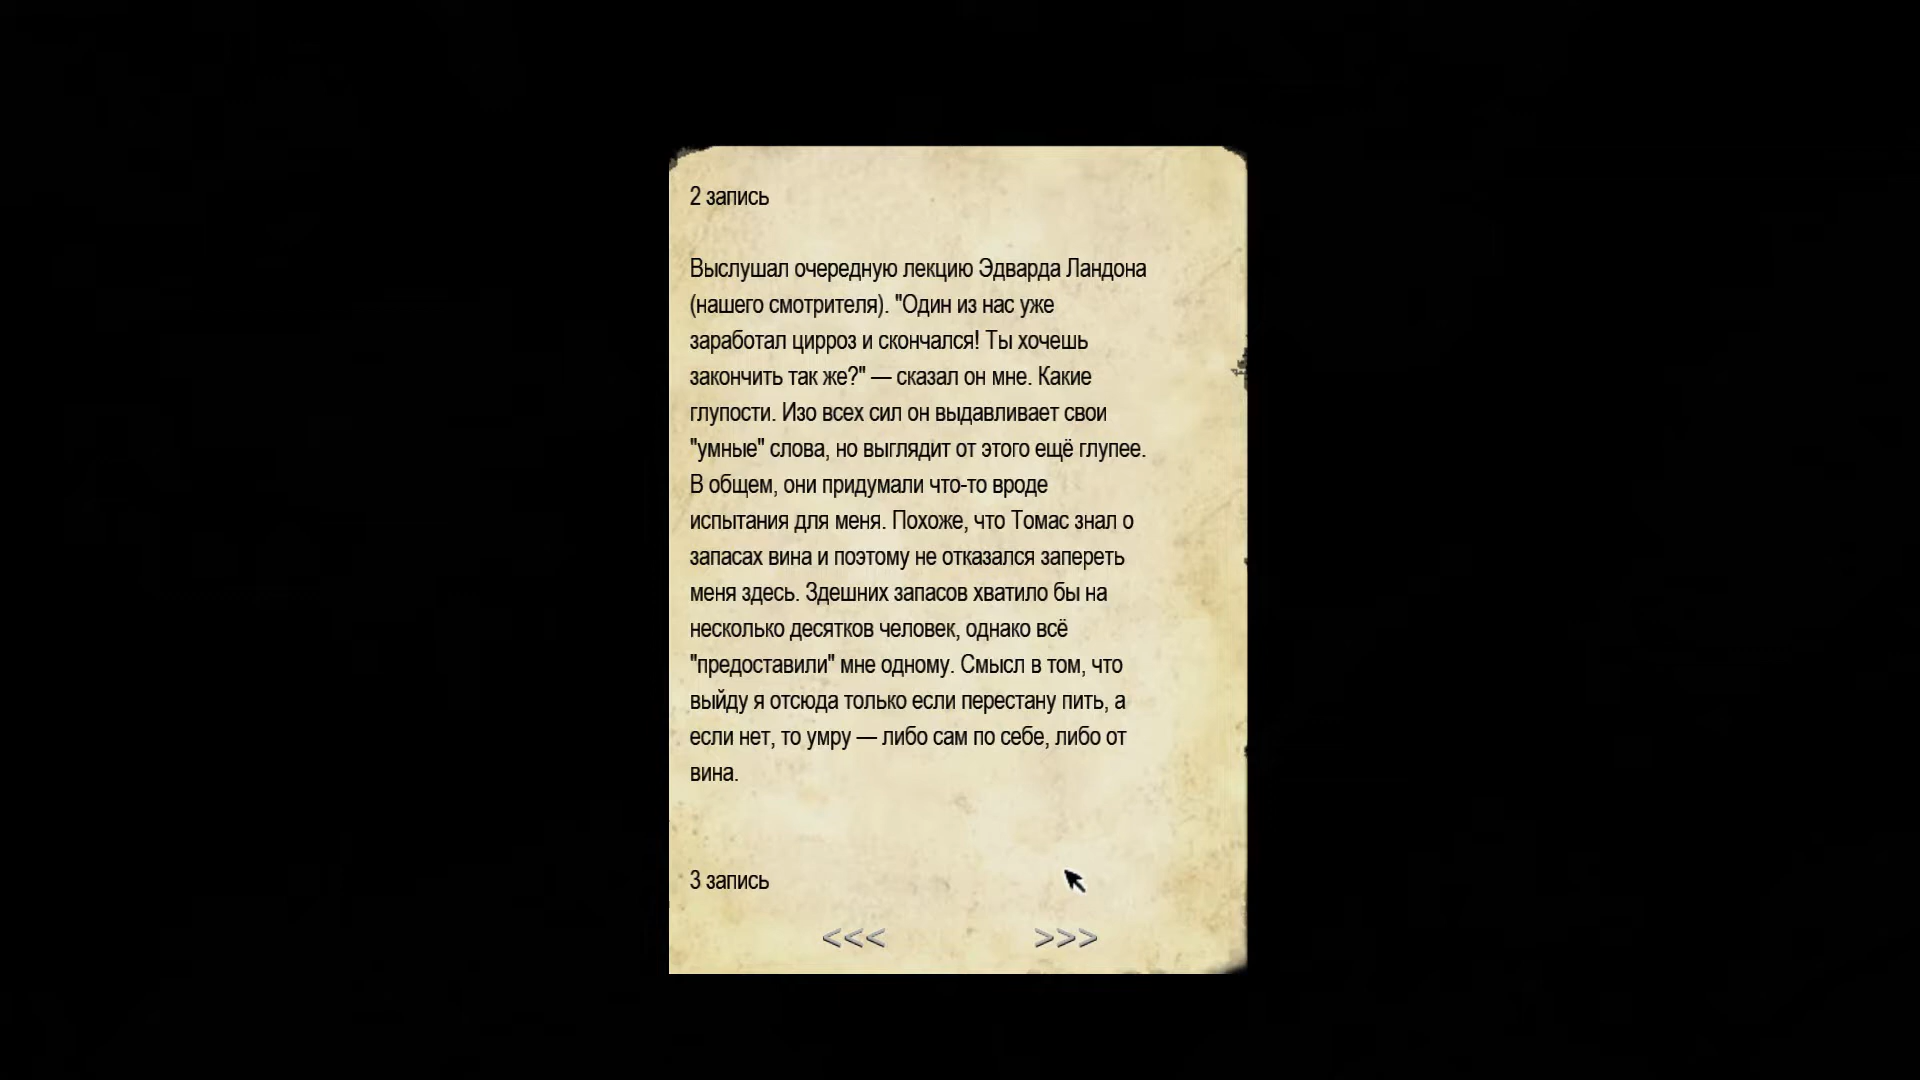 2 запись
Выслушал очередную лекцию Эдварда Ландона
(нашего смотрителя). "Один из нас уже
заработал цирроз и скончался! Ты хочешь
закончить так же?" — сказал он мне. Какие
глупости. Изо всех сил он выдавливает свои
"умные" слова, но выглядит от этого ещё глупее.
В общем, они придумали что-то вроде
испытания для меня. Похоже, что Томас знал о
запасах вина и поэтому не отказался запереть
меня здесь. Здешних запасов хватило бы на
несколько десятков человек, однако всё
"предоставили" мне одному. Смысл в том, что
выйду я отсюда только если перестану пить, а
если нет, то умру — либо сам по себе, либо от
вина.
3 запись
<<< >>>